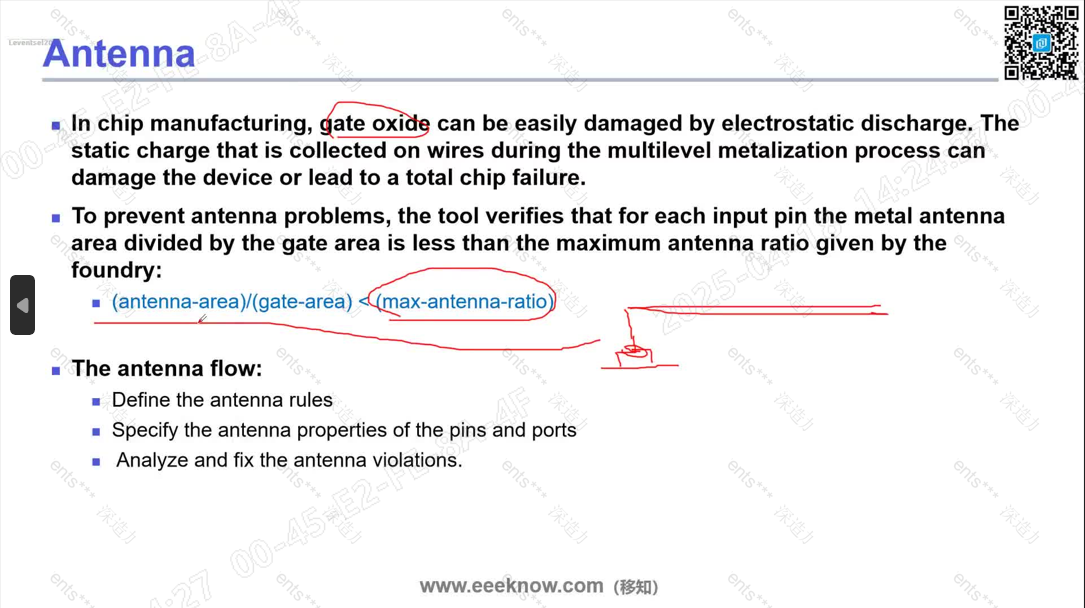 Antenna
In chip manufacturing, gate oxide can be easily damaged by electrostatic discharge. The
static charge that is collected on wires during the multilevel metalization process can
damage the device or lead to a total chip failure.
To prevent antenna problems, the tool verifies that for each input pin the metal antenna
area divided by the gate area is less than the maximum antenna ratio given by the
foundry:
(antenna-area)/(gate-area) < (max-antenna-ratio)
The antenna flow:
Define the antenna rules
Specify the antenna properties of the pins and ports
Analyze and fix the antenna violations.
www.eeeknow.com (移知)